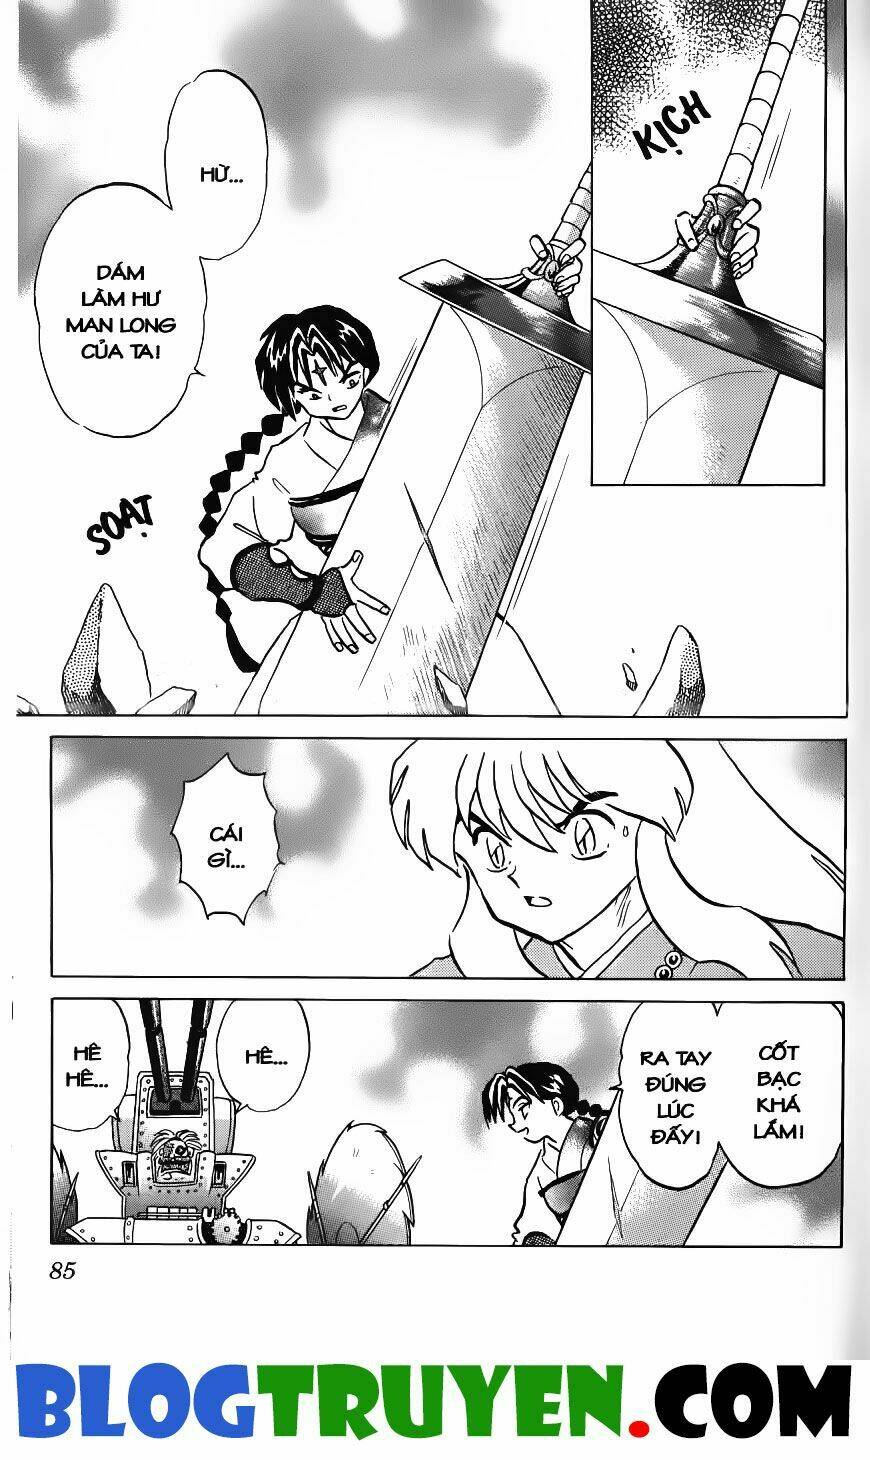 KỊCH
HỪ...
DÁM
LÀM HƯ
MAN LONG
CỦA TA!
SOẠT
CÁI
GÌ...
CỐT
BẠC
KHÁ
LẮM!
RA TAY
ĐÚNG
LÚC
ĐẤY!
HÊ...
HÊ
HÊ...
85
BLOGTRUYEN.COM